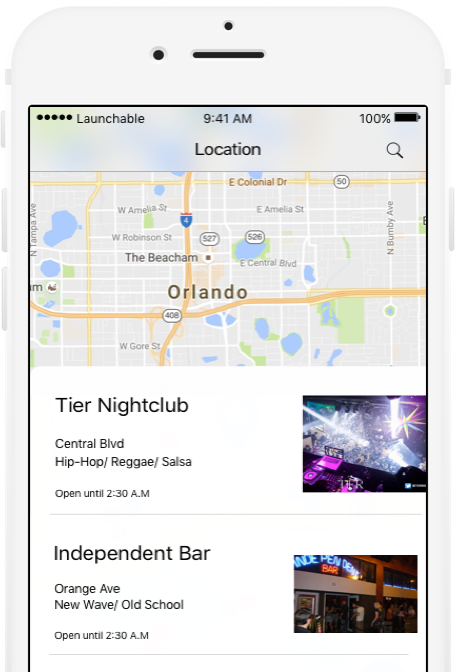 Launchable 9:41 AM 100%
Location
E Colonial Dr 50
W Amelia St E Amelia St
4
N Tampa Ave
N Bumby Ave
W Robinson St 527 526
The Beacham E Central Blvd
Orlando
408
W Gore St
Tier Nightclub
Central Blvd
Hip-Hop/ Reggae/ Salsa
Open until 2:30 A.M
TIER
Independent Bar
Orange Ave
New Wave/ Old School
Open until 2:30 A.M
BAR